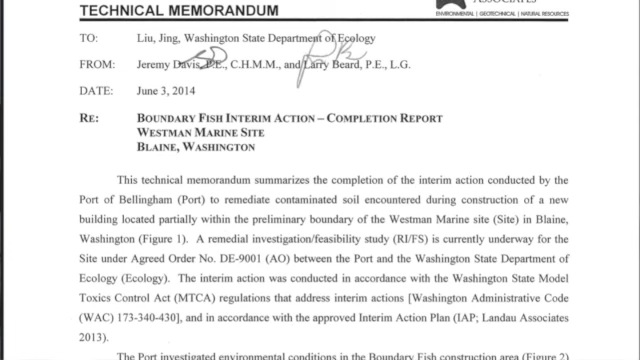 ASSOCIATES
ENVIRONMENTAL | GEOTECHNICAL | NATURAL RESOURCES
TECHNICAL MEMORANDUM
TO: Liu, Jing, Washington State Department of Ecology
FROM: Jeremy Davis, P.E., C.H.M.M., and Larry Beard, P.E., L.G.
DATE: June 3, 2014
RE: BOUNDARY FISH INTERIM ACTION – COMPLETION REPORT
WESTMAN MARINE SITE
BLAINE, WASHINGTON
This technical memorandum summarizes the completion of the interim action conducted by the
Port of Bellingham (Port) to remediate contaminated soil encountered during construction of a new
building located partially within the preliminary boundary of the Westman Marine site (Site) in Blaine,
Washington (Figure 1). A remedial investigation/feasibility study (RI/FS) is currently underway for the
Site under Agreed Order No. DE-9001 (AO) between the Port and the Washington State Department of
Ecology (Ecology). The interim action was conducted in accordance with the Washington State Model
Toxics Control Act (MTCA) regulations that address interim actions [Washington Administrative Code
(WAC) 173-340-430], and in accordance with the approved Interim Action Plan (IAP; Landau Associates
2013).
The Port investigated environmental conditions in the Boundary Fish construction area (Figure 2)